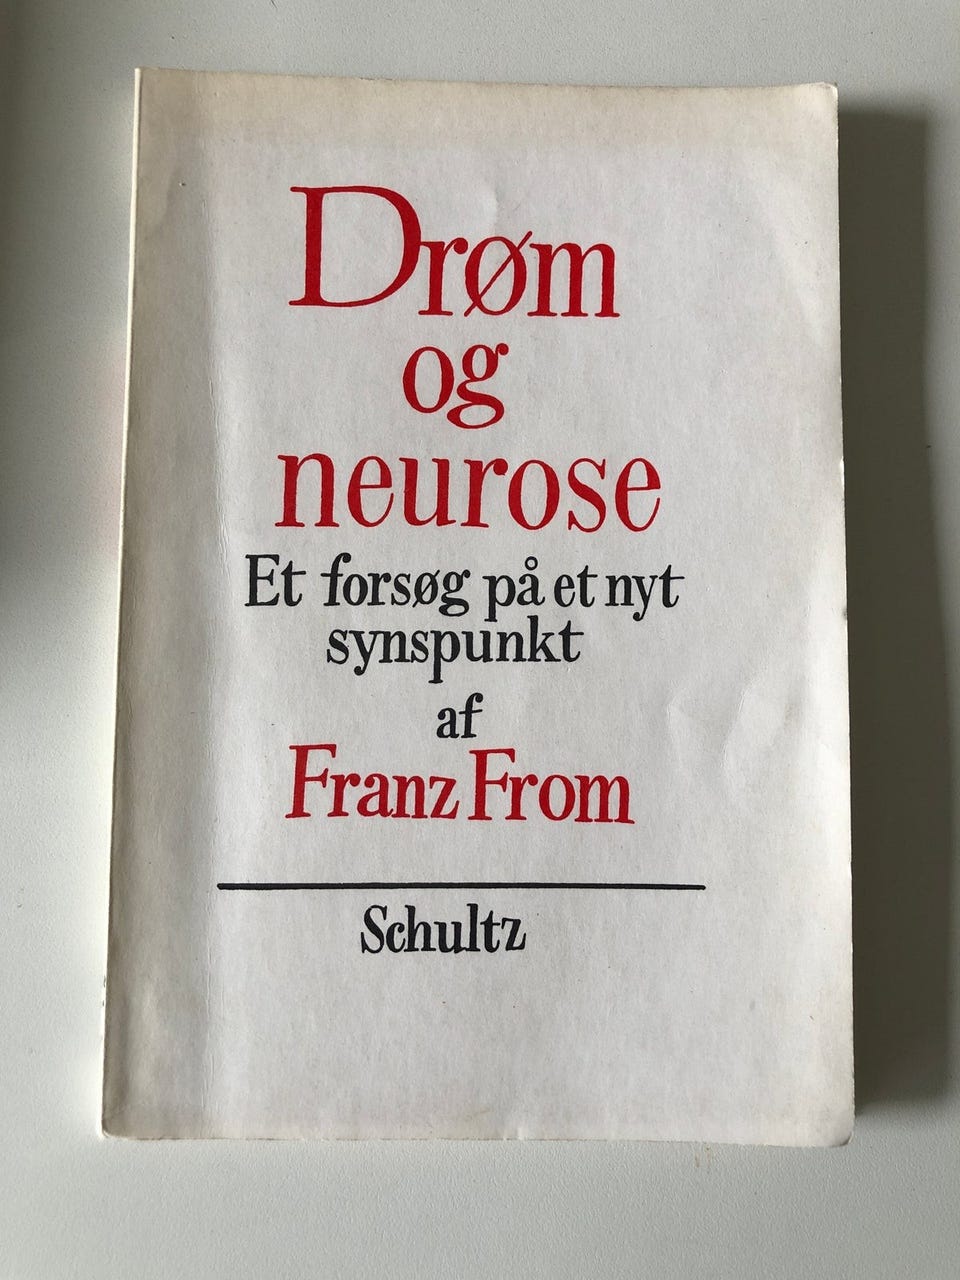 Drøm
og
neurose
Et forsøg på et nyt
synspunkt
af
Franz From
Schultz